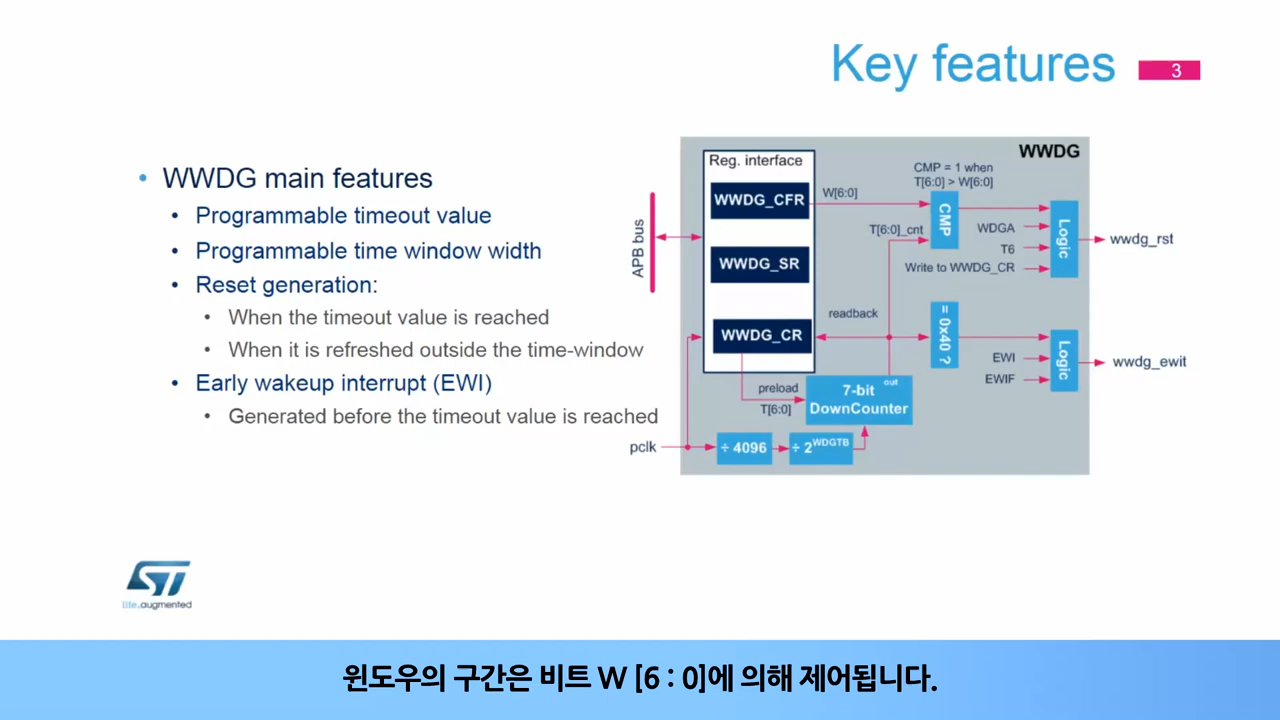 Key features
3
• WWDG main features
• Programmable timeout value
• Programmable time window width
• Reset generation:
• When the timeout value is reached
• When it is refreshed outside the time-window
• Early wakeup interrupt (EWI)
• Generated before the timeout value is reached
WWDG
Reg. interface
WWDG_CFR
WWDG_SR
WWDG_CR
APB bus
W[6:0]
CMP = 1 when
T[6:0] > W[6:0]
T[6:0]_cnt
CMP
WDGA
T6
Write to WWDG_CR
Logic
wwdg_rst
readback
= 0x40 ?
EWI
EWIF
Logic
wwdg_ewit
preload
T[6:0]
out
7-bit
DownCounter
pclk
÷ 4096
÷ 2^WDGTB
ST
life.augmented
윈도우의 구간은 비트 W [6 : 0]에 의해 제어됩니다.